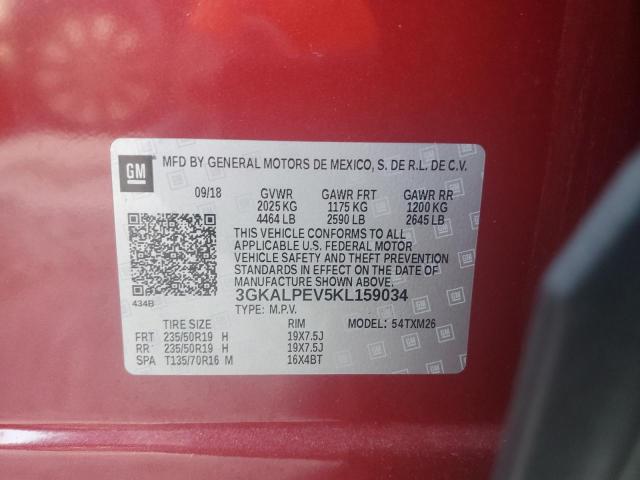 GM
MFD BY GENERAL MOTORS DE MEXICO, S. DE R.L. DE C.V.
09/18 GVWR GAWR FRT GAWR RR
2025 KG 1175 KG 1200 KG
4464 LB 2590 LB 2645 LB
THIS VEHICLE CONFORMS TO ALL
APPLICABLE U.S. FEDERAL MOTOR
VEHICLE SAFETY AND THEFT PREVENTION
STANDARDS IN EFFECT ON THE DATE OF
MANUFACTURE SHOWN ABOVE.
434B
3GKALPEV5KL159034
TYPE: M.P.V.
TIRE SIZE RIM MODEL: 54TXM26
FRT 235/50R19 H 19X7.5J
RR 235/50R19 H 19X7.5J
SPA T135/70R16 M 16X4BT